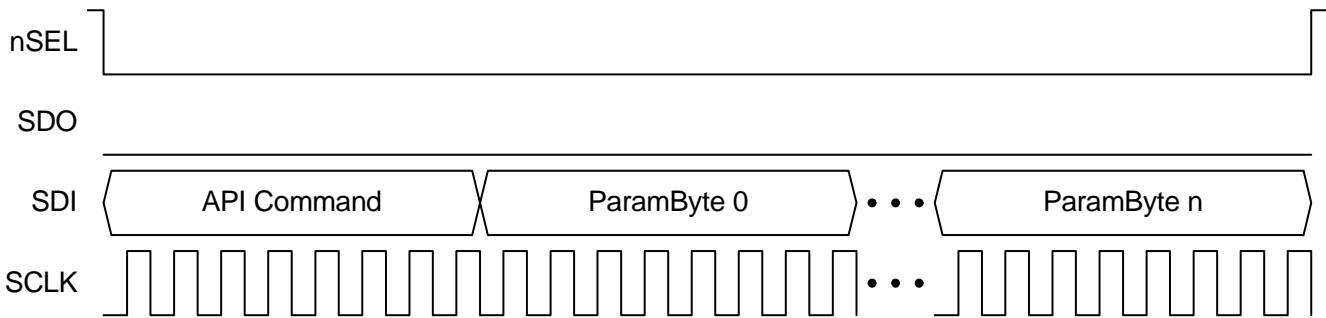 nSEL
SDO
SDI API Command ParamByte 0 ParamByte n
SCLK